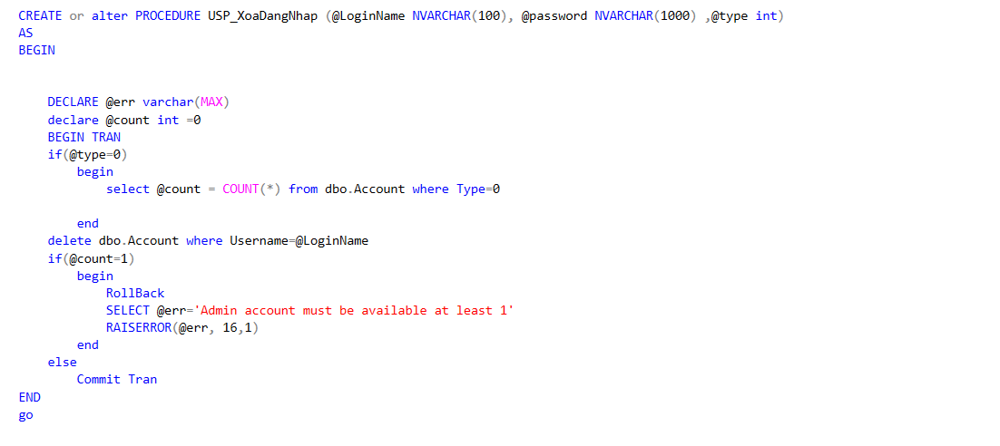 CREATE or alter PROCEDURE USP_XoaDangNhap (@LoginName NVARCHAR(100), @password NVARCHAR(1000) ,@type int)
AS
BEGIN
DECLARE @err varchar(MAX)
declare @count int =0
BEGIN TRAN
if(@type=0)
begin
select @count = COUNT(*) from dbo.Account where Type=0
end
delete dbo.Account where Username=@LoginName
if(@count=1)
begin
RollBack
SELECT @err='Admin account must be available at least 1'
RAISERROR(@err, 16,1)
end
else
Commit Tran
END
go